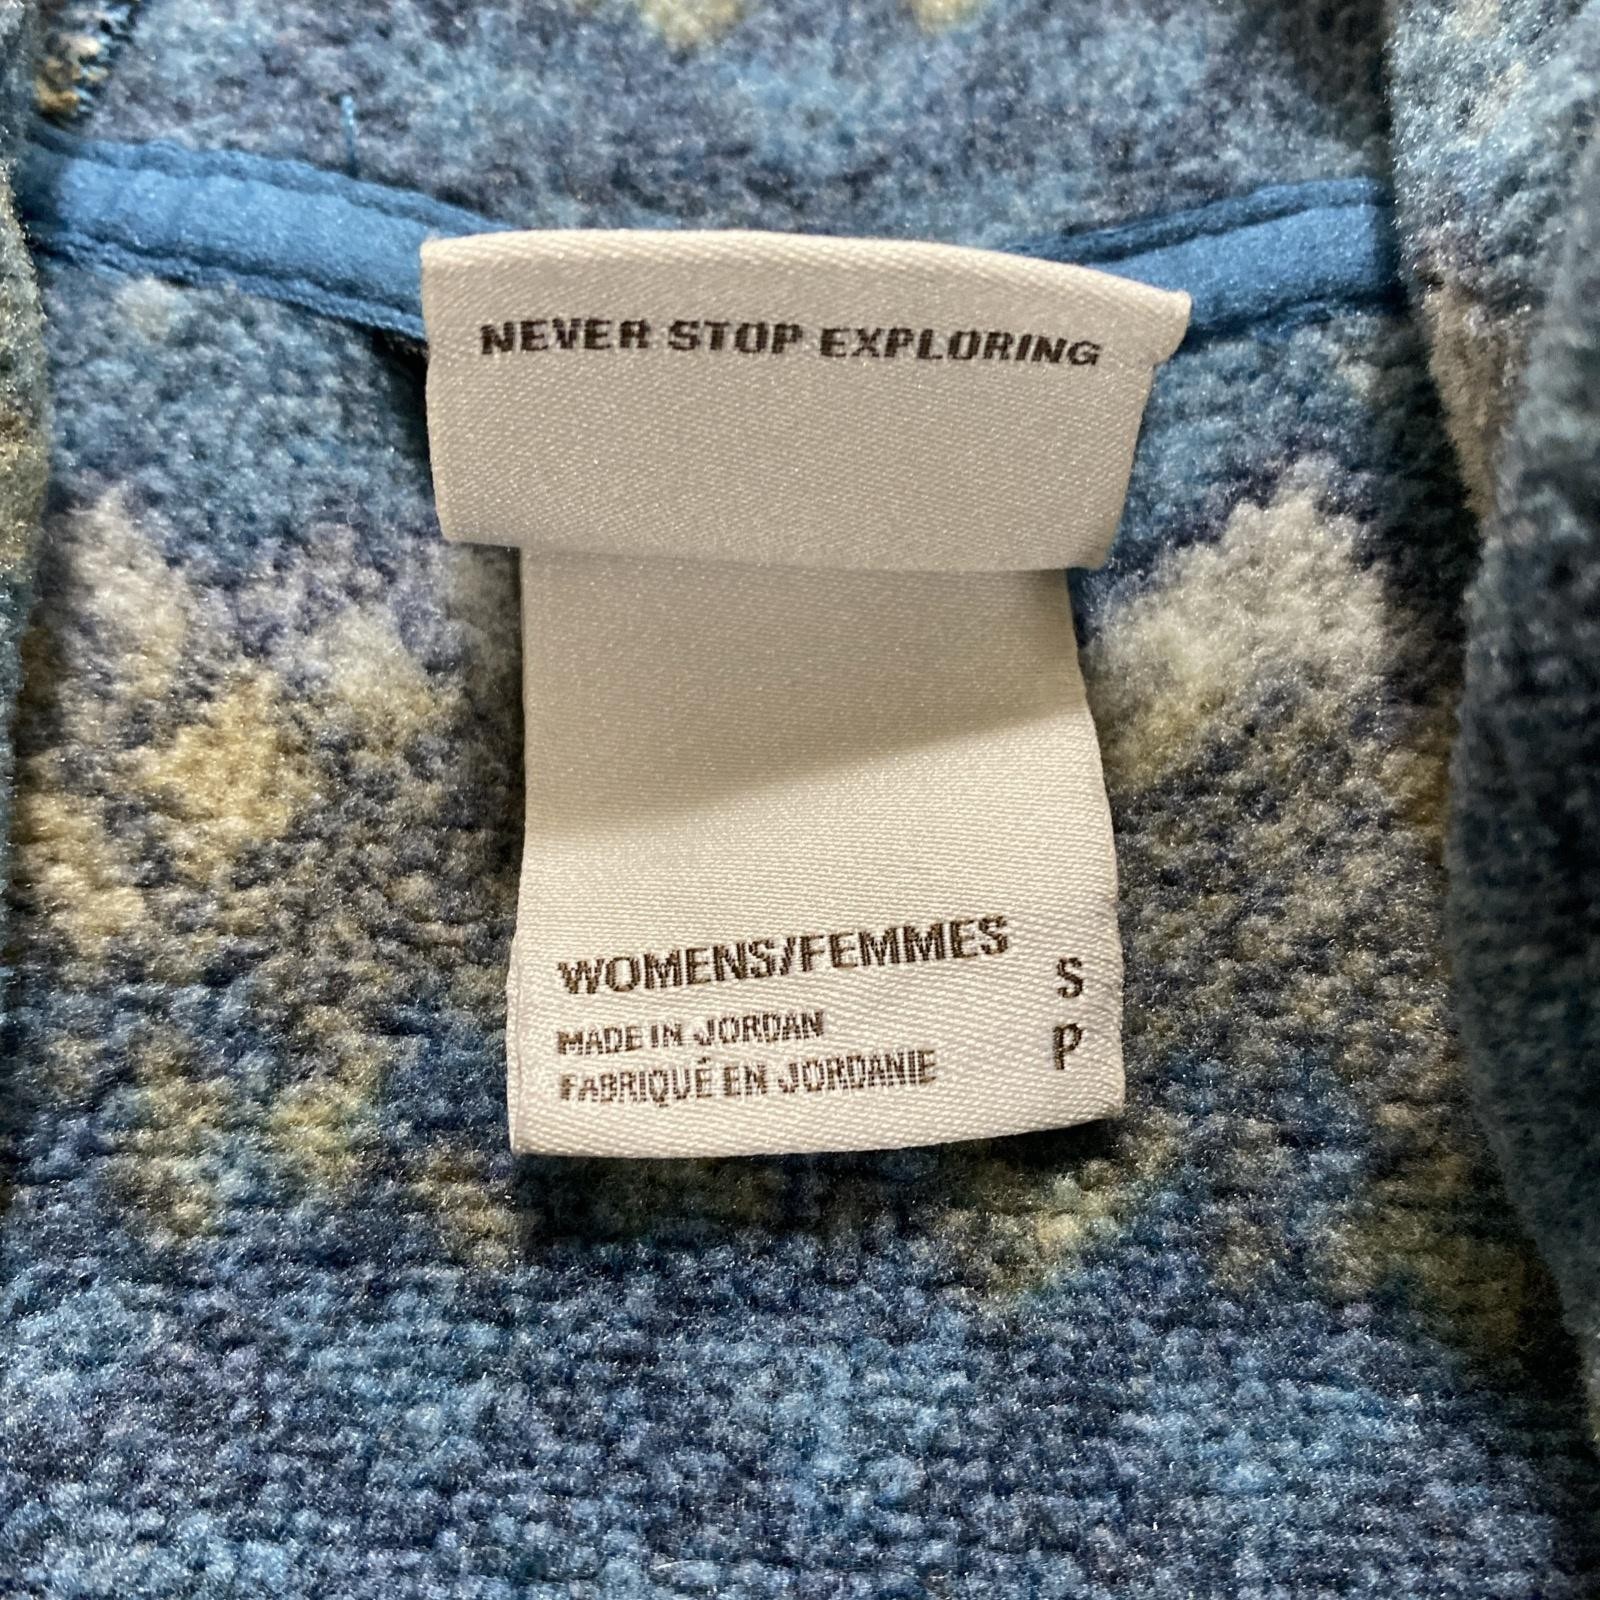 NEVER STOP EXPLORING
WOMENS/FEMMES S
MADE IN JORDAN
FABRIQUÉ EN JORDANIE P